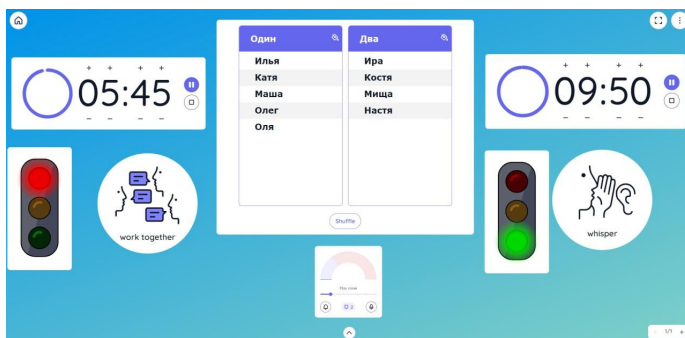 Один
Два
Илья
Катя
Маша
Олег
Оля
Ира
Костя
Мища
Настя
Shuffle
05:45
09:50
work together
whisper
1/1